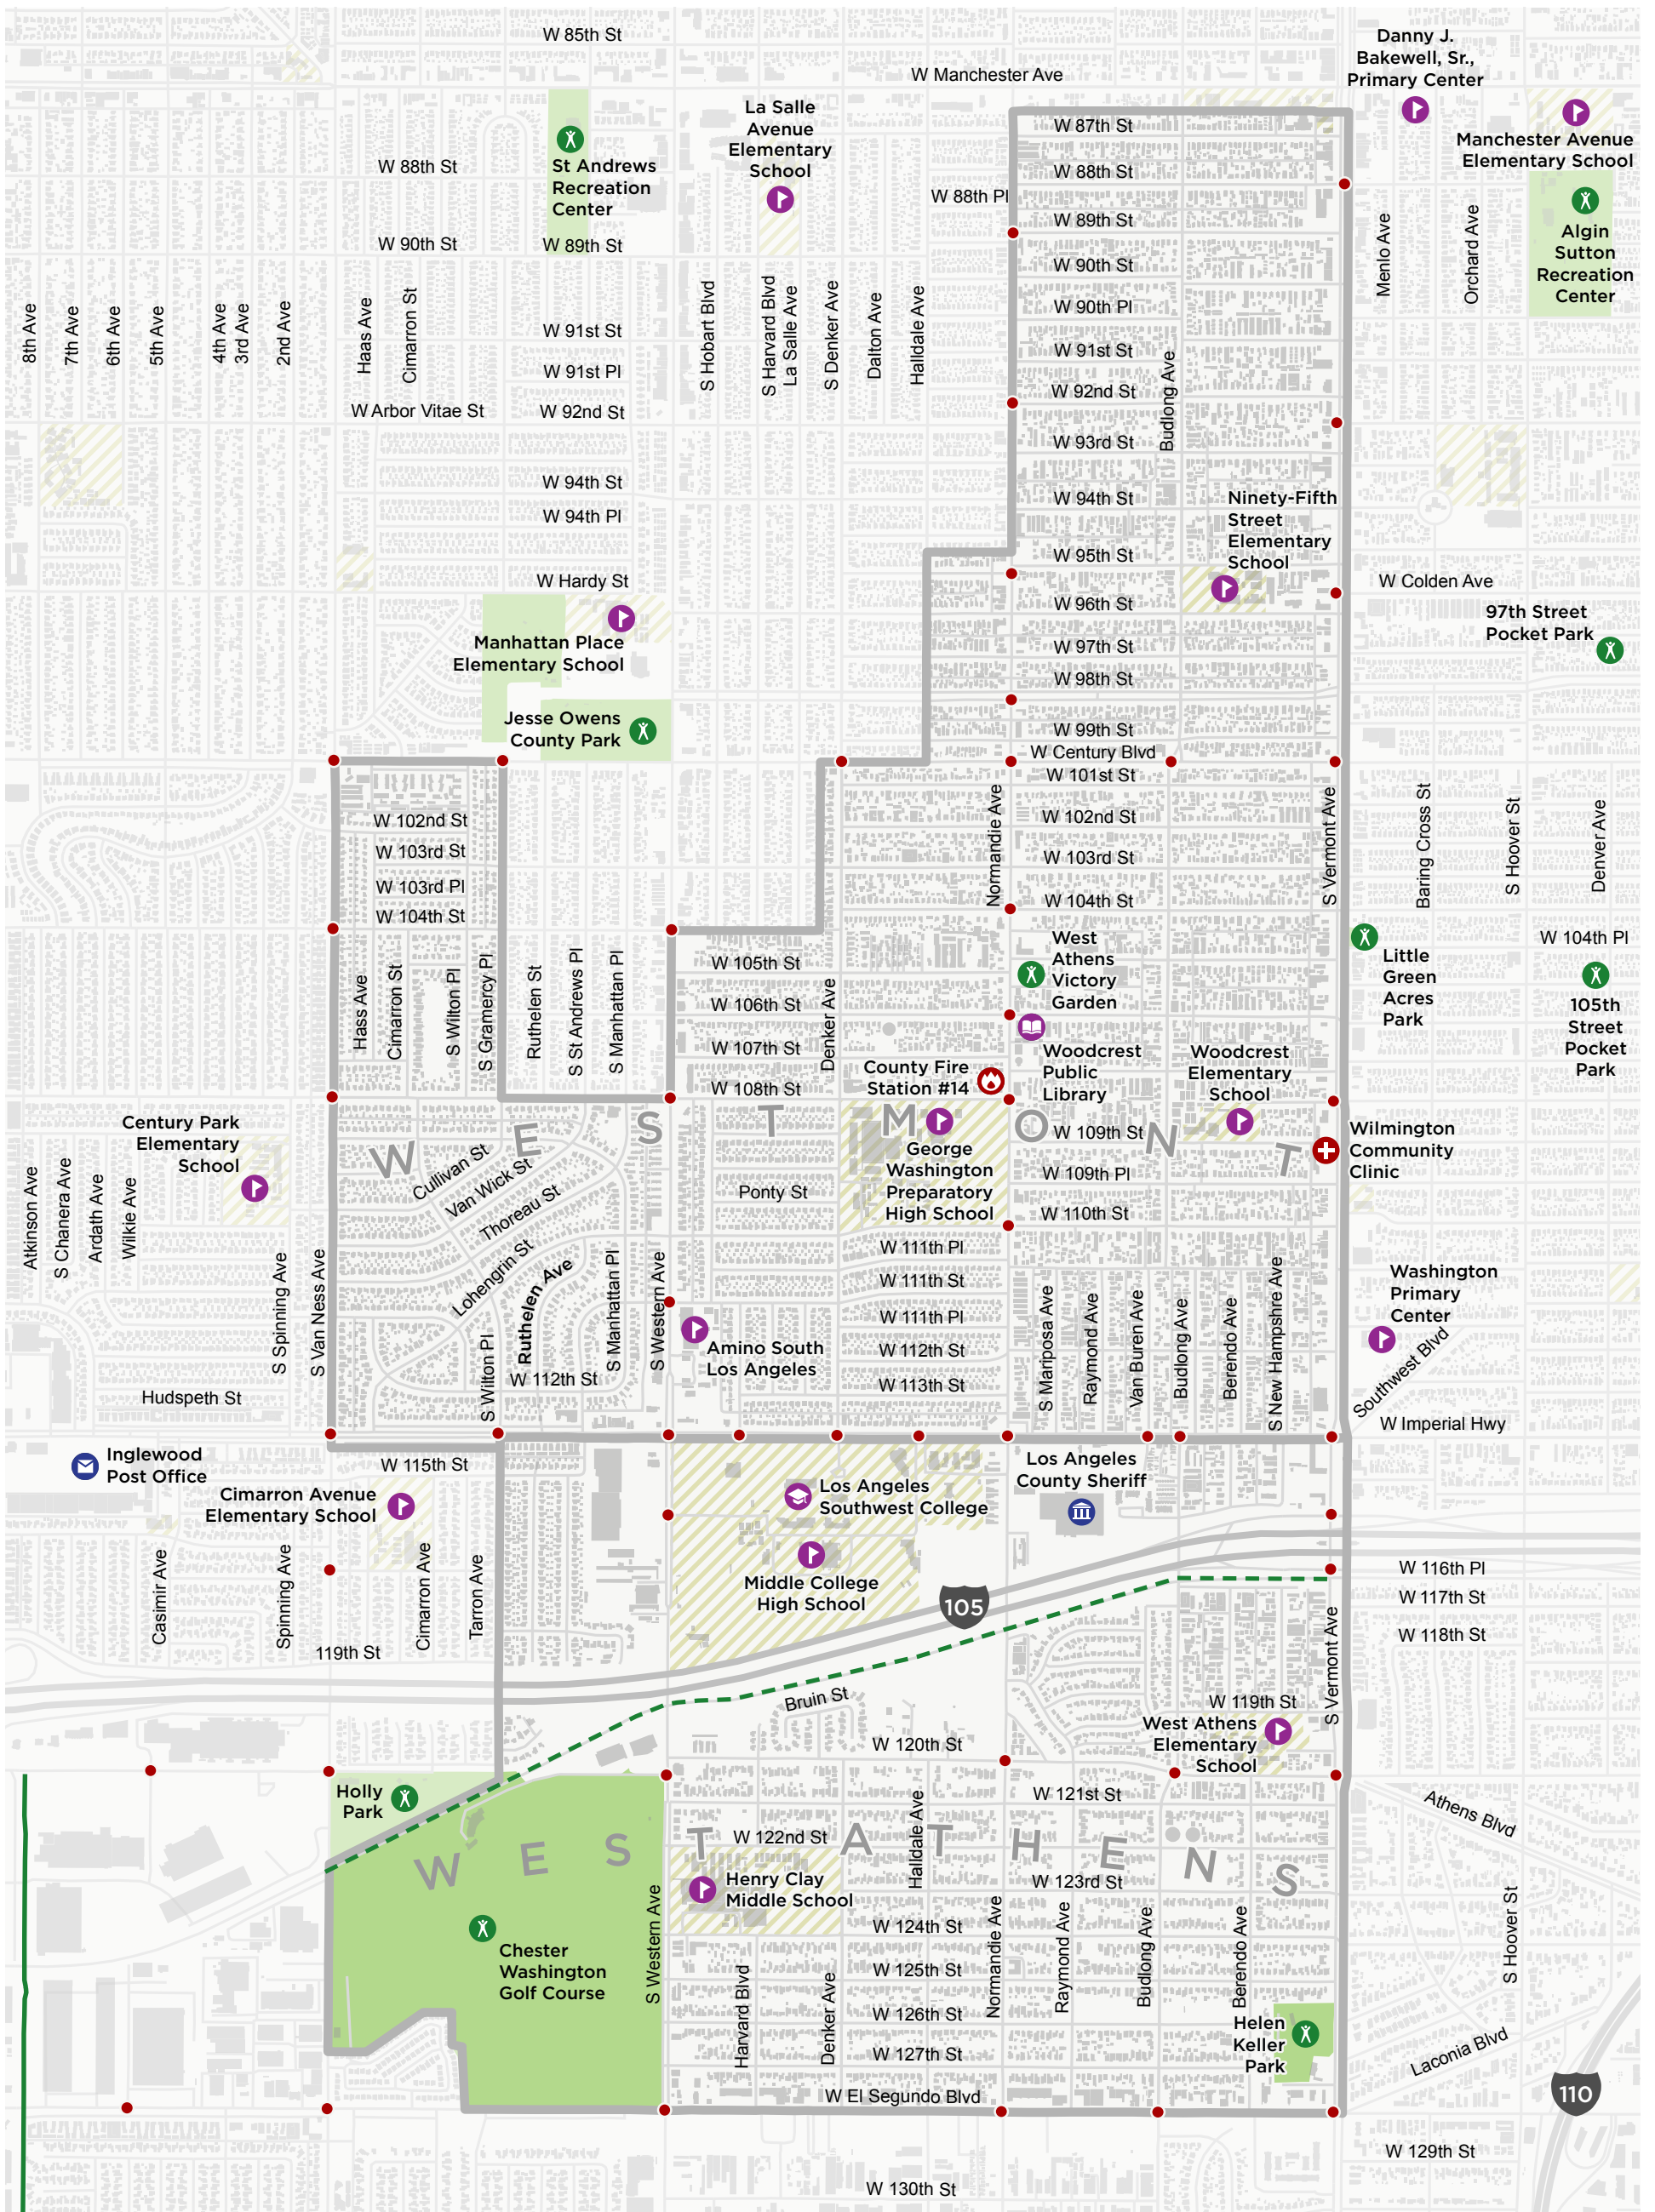 W 85th St
W Manchester Ave
Danny J.
Bakewell, Sr.,
Primary Center
La Salle
Avenue
Elementary
School
W 87th St
Manchester Avenue
Elementary School
St Andrews
Recreation
Center
W 88th St
W 88th St
W 88th Pl
W 89th St
W 90th St
W 89th St
Menlo Ave
Orchard Ave
Algin
Sutton
Recreation
Center
W 90th St
W 90th Pl
8th Ave
7th Ave
6th Ave
5th Ave
4th Ave
3rd Ave
2nd Ave
Haas Ave
Cimarron St
W 91st St
W 91st Pl
W Arbor Vitae St
W 92nd St
S Hobart Blvd
S Harvard Blvd
La Salle Ave
S Denker Ave
Dalton Ave
Halldale Ave
W 91st St
W 92nd St
Budlong Ave
W 93rd St
W 94th St
W 94th Pl
W 94th St
Ninety-Fifth
Street
Elementary
School
W 95th St
W Hardy St
W Colden Ave
W 96th St
97th Street
Pocket Park
Manhattan Place
Elementary School
W 97th St
W 98th St
Jesse Owens
County Park
W 99th St
W Century Blvd
W 101st St
W 102nd St
W 102nd St
W 103rd St
W 103rd Pl
W 104th St
Normandie Ave
W 103rd St
W 104th St
S Vermont Ave
Baring Cross St
S Hoover St
Denver Ave
W 104th Pl
West
Athens
Victory
Garden
Little
Green
Acres
Park
105th
Street
Pocket
Park
Hass Ave
Cimarron St
S Wilton Pl
S Gramercy Pl
Ruthelen St
S St Andrews Pl
S Manhattan Pl
W 105th St
W 106th St
W 107th St
W 108th St
Denker Ave
County Fire
Station #14
Woodcrest
Public
Library
Woodcrest
Elementary
School
WESTMONT
Century Park
Elementary
School
George
Washington
Preparatory
High School
W 109th St
W 109th Pl
W 110th St
Wilmington
Community
Clinic
Atkinson Ave
S Chanera Ave
Ardath Ave
Wilkie Ave
Cullivan St
Van Wick St
Thoreau St
Lohengrin St
Ponty St
W 111th Pl
W 111th St
W 111th Pl
W 112th St
W 113th St
S Spinning Ave
S Van Ness Ave
S Wilton Pl
Ruthelen Ave
W 112th St
S Manhattan Pl
S Western Ave
Amino South
Los Angeles
S Mariposa Ave
Raymond Ave
Van Buren Ave
Budlong Ave
Berendo Ave
S New Hampshire Ave
Washington
Primary
Center
Southwest Blvd
Hudspeth St
W Imperial Hwy
Inglewood
Post Office
W 115th St
Cimarron Avenue
Elementary School
Los Angeles
Southwest College
Los Angeles
County Sheriff
Middle College
High School
105
W 116th Pl
W 117th St
W 118th St
Casimir Ave
Spinning Ave
119th St
Cimarron Ave
Tarron Ave
S Vermont Ave
Bruin St
W 119th St
West Athens
Elementary
School
W 120th St
Holly
Park
W 121st St
Athens Blvd
WEST ATHENS
W 122nd St
Halldale Ave
Henry Clay
Middle School
W 123rd St
W 124th St
Chester
Washington
Golf Course
S Western Ave
Harvard Blvd
Denker Ave
W 125th St
W 126th St
W 127th St
Normandie Ave
Raymond Ave
Budlong Ave
Berendo Ave
S Hoover St
Helen
Keller
Park
Laconia Blvd
W El Segundo Blvd
110
W 129th St
W 130th St